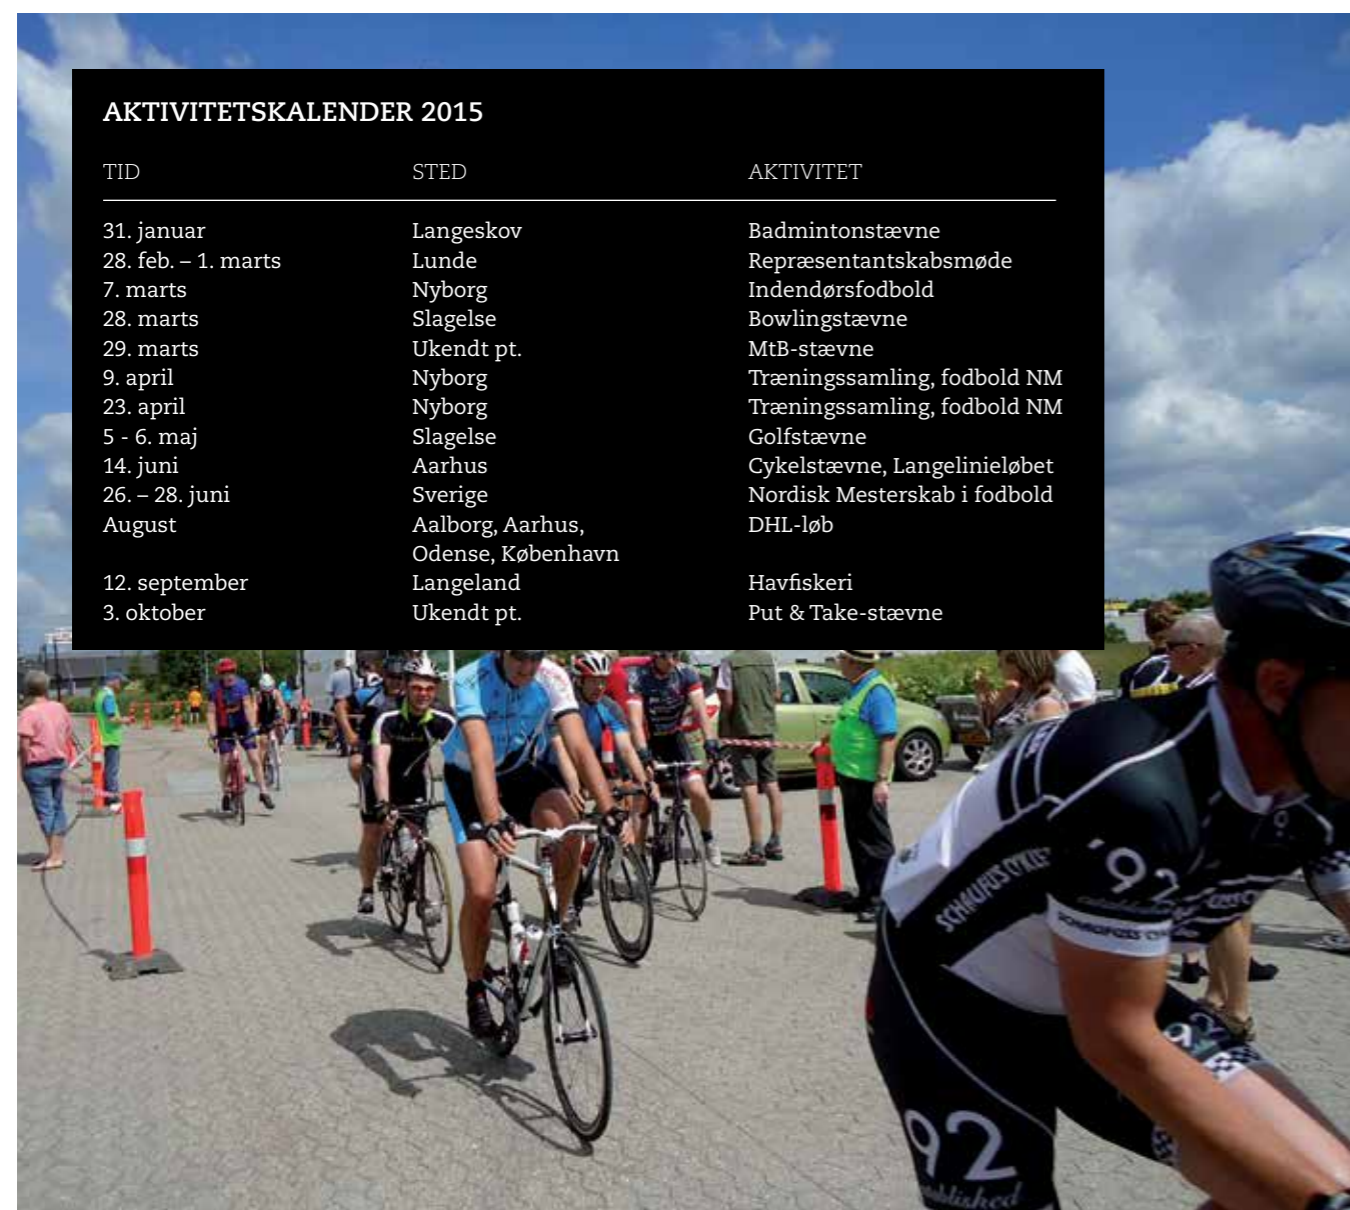 AKTIVITETSKALENDER 2015
TID STED AKTIVITET
31. januar Langeskov Badmintonstævne
28. feb. – 1. marts Lunde Repræsentantskabsmøde
7. marts Nyborg Indendørsfodbold
28. marts Slagelse Bowlingstævne
29. marts Ukendt pt. MtB-stævne
9. april Nyborg Træningssamling, fodbold NM
23. april Nyborg Træningssamling, fodbold NM
5 - 6. maj Slagelse Golfstævne
14. juni Aarhus Cykelstævne, Langelinieløbet
26. – 28. juni Sverige Nordisk Mesterskab i fodbold
August Aalborg, Aarhus, DHL-løb
Odense, København
12. september Langeland Havfiskeri
3. oktober Ukendt pt. Put & Take-stævne
'92
SCHAUFUSS
92
92